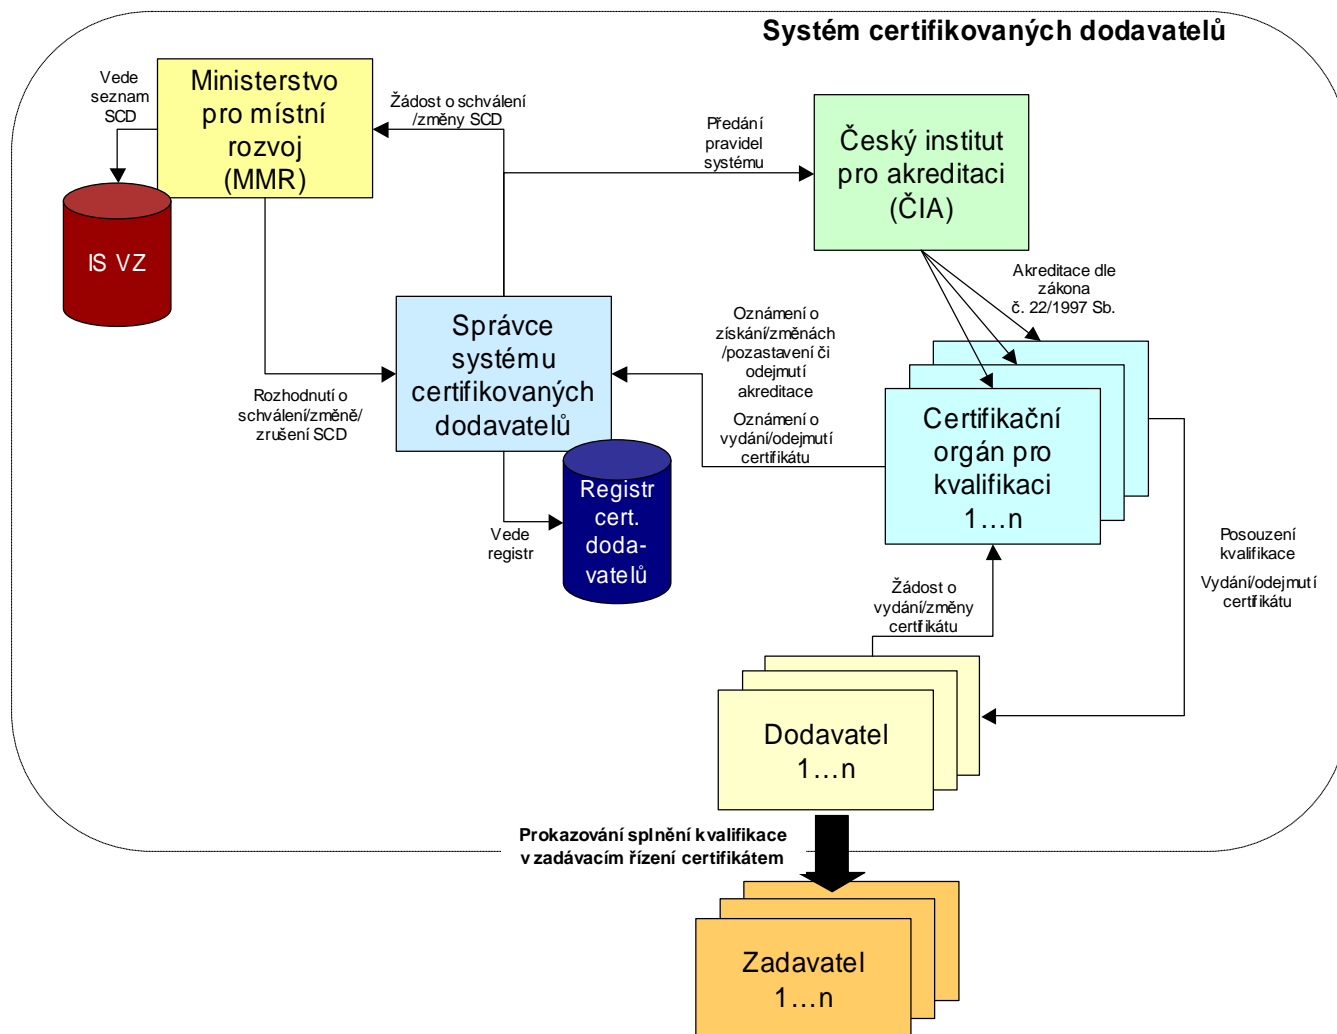 Systém certifikovaných dodavatelů
Vede
seznam
SCD
Ministerstvo
pro místní
rozvoj
(MMR)
Žádost o schválení
/změny SCD
Předání
pravidel
systému
Český institut
pro akreditaci
(ČIA)
IS VZ
Akreditace dle
zákona
č. 22/1997 Sb.
Správce
systému
certifikovaných
dodavatelů
Oznámení o
získání/změnách
/pozastavení či
odejmutí
akreditace
Oznámení o
vydání/odejmutí
certifikátu
Rozhodnutí o
schválení/změně/
zrušení SCD
Certifikační
orgán pro
kvalifikaci
1...n
Registr
cert.
doda-
vatelů
Vede
registr
Posouzení
kvalifikace
Vydání/odejmutí
certifikátu
Žádost o
vydání/změny
certifikátu
Dodavatel
1...n
Prokazování splnění kvalifikace
v zadávacím řízení certifikátem
Zadavatel
1...n